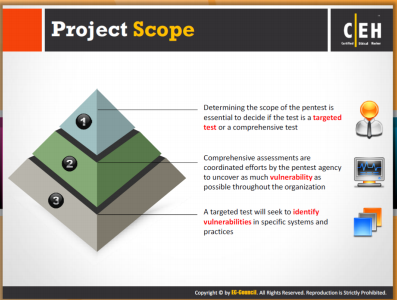 Project Scope
C|EH
Certified Ethical Hacker
1
Determining the scope of the pentest is
essential to decide if the test is a targeted
test or a comprehensive test
2
Comprehensive assessments are
coordinated efforts by the pentest agency
to uncover as much vulnerability as
possible throughout the organization
3
A targeted test will seek to identify
vulnerabilities in specific systems and
practices
Copyright © by EC-Council. All Rights Reserved. Reproduction is Strictly Prohibited.